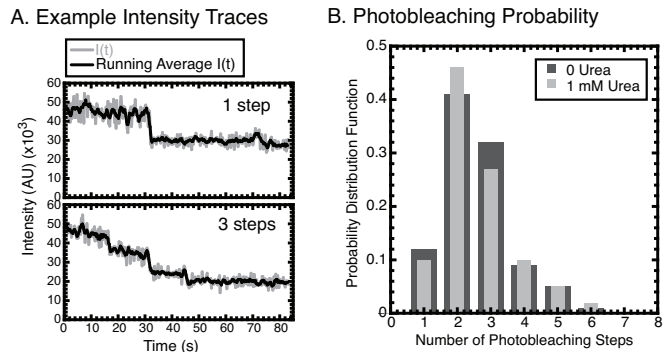 A. Example Intensity Traces
I(t)
Running Average I(t)
60
50
40
30
20
10
0
1 step
60
50
40
30
20
10
0
3 steps
0 10 20 30 40 50 60 70 80
Intensity (AU) (x10³)
Time (s)
B. Photobleaching Probability
0.5
0.4
0.3
0.2
0.1
0
0 Urea
1 mM Urea
0 1 2 3 4 5 6 7 8
Probability Distribution Function
Number of Photobleaching Steps